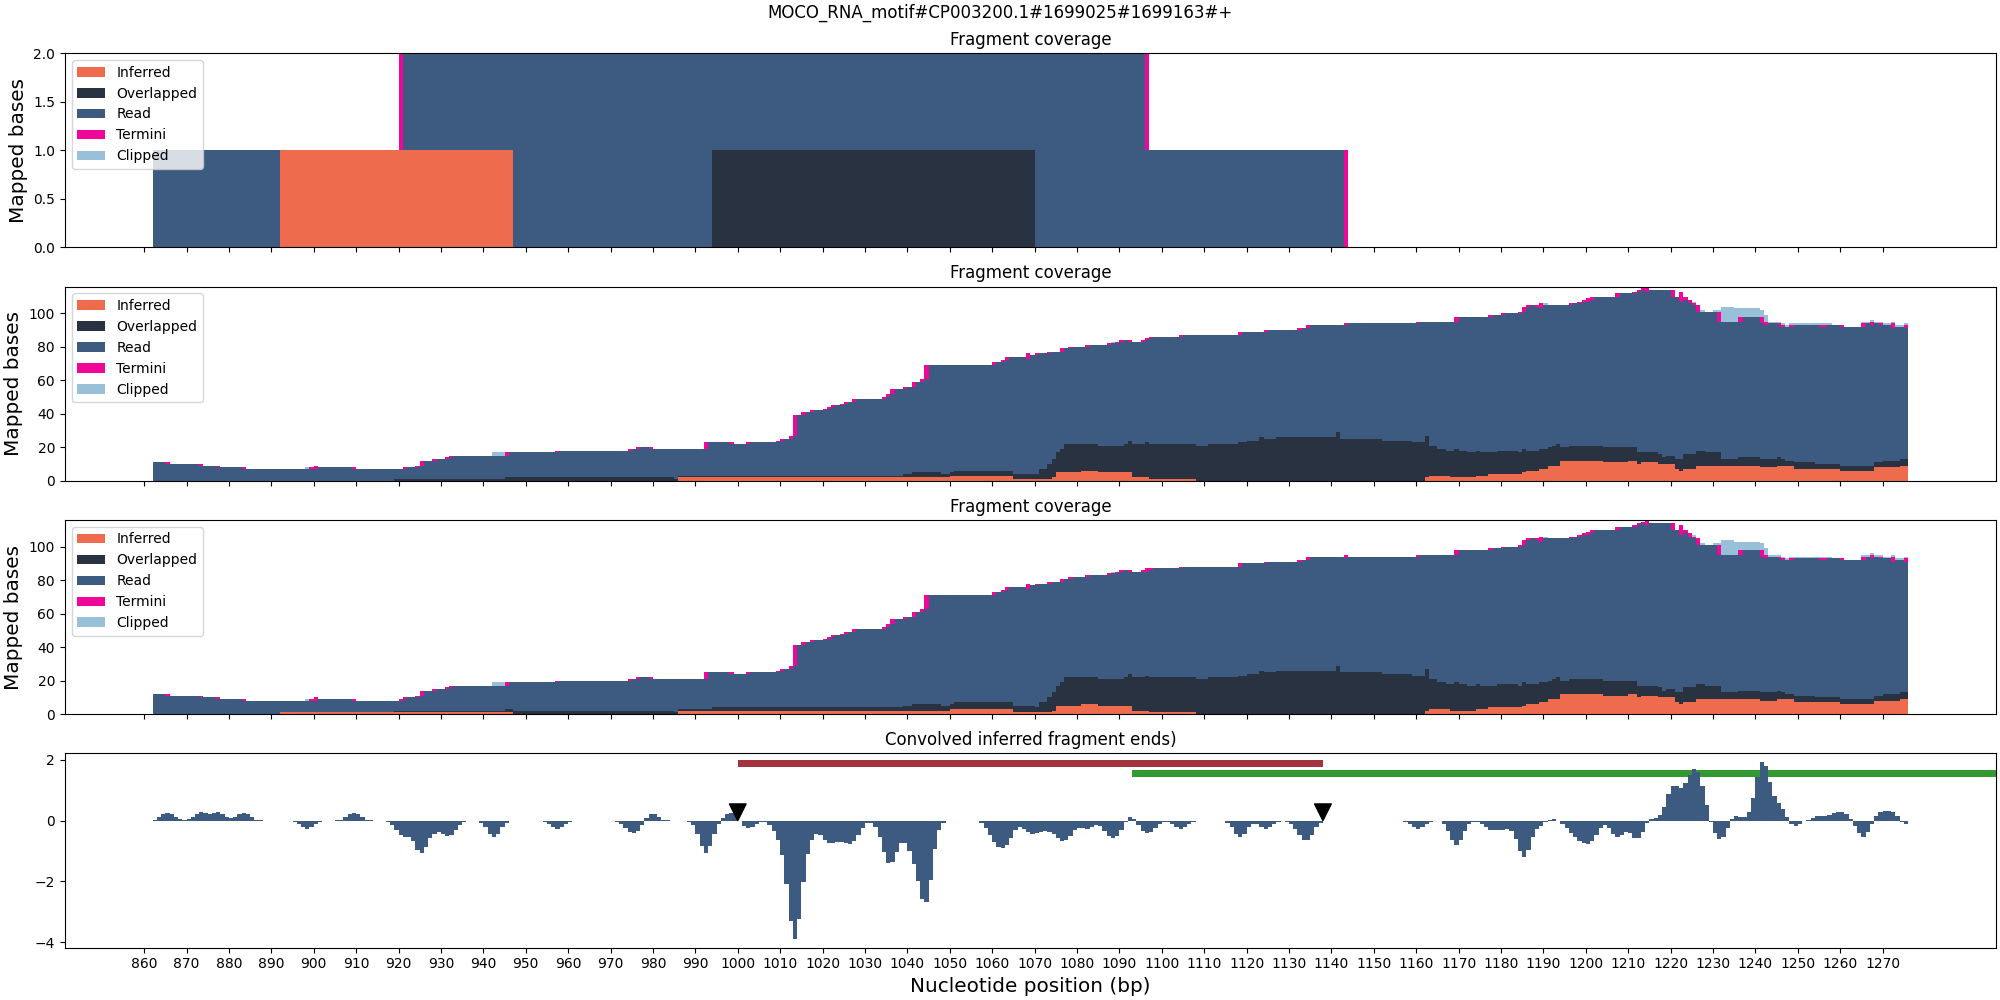 MOCO_RNA_motif#CP003200.1#1699025#1699163#+
Fragment coverage
Mapped bases
2.0
1.5
1.0
0.5
0.0
Inferred
Overlapped
Read
Termini
Clipped
Fragment coverage
Mapped bases
100
80
60
40
20
0
Inferred
Overlapped
Read
Termini
Clipped
Fragment coverage
Mapped bases
100
80
60
40
20
0
Inferred
Overlapped
Read
Termini
Clipped
Convolved inferred fragment ends)
2
0
−2
−4
860 870 880 890 900 910 920 930 940 950 960 970 980 990 1000 1010 1020 1030 1040 1050 1060 1070 1080 1090 1100 1110 1120 1130 1140 1150 1160 1170 1180 1190 1200 1210 1220 1230 1240 1250 1260 1270
Nucleotide position (bp)